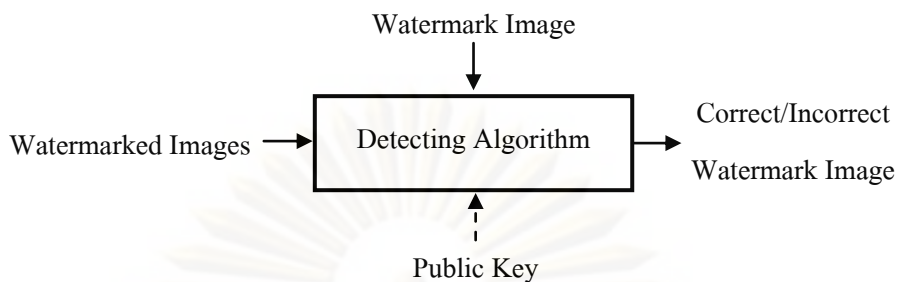 Watermark Image
Watermarked Images
Detecting Algorithm
Correct/Incorrect
Watermark Image
Public Key